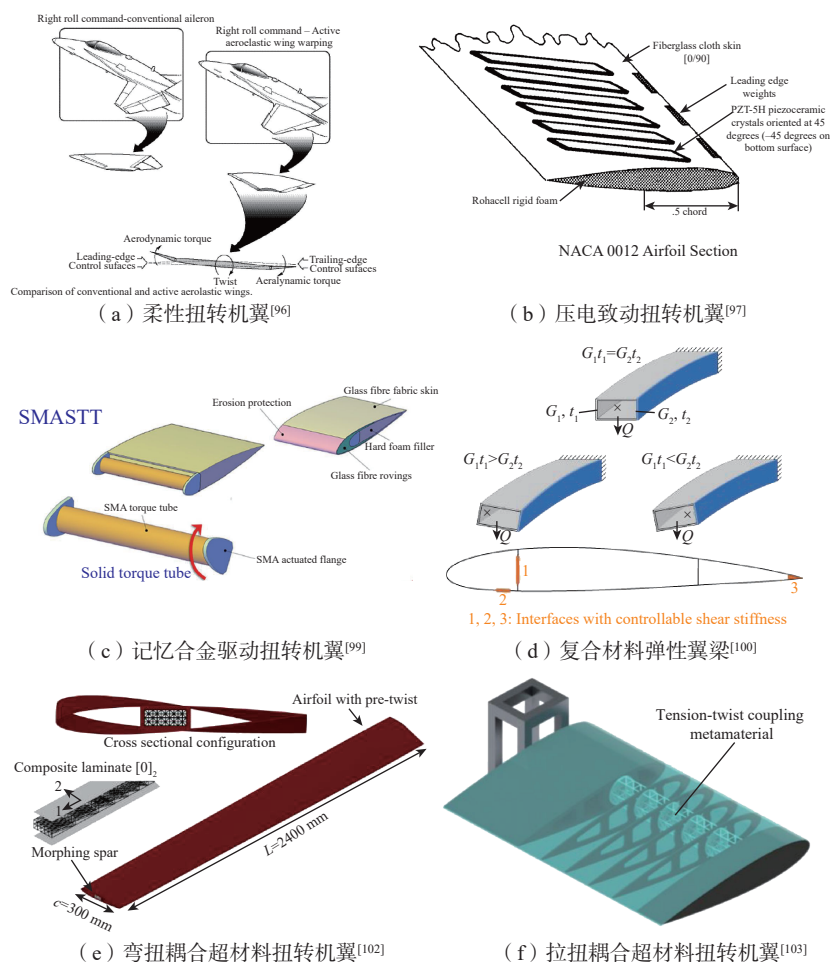 Right roll command-conventional aileron
Right roll command – Active
aeroelastic wing
warping
Aerodynamic torque
Leading-edge
Control sufaces
Trailing-edge
Control sufaces
Twist
Aeralynamic torque
Comparison of conventional and active aerolastic wings.
（a）柔性扭转机翼[96]
Fiberglass cloth skin
[0/90]
Leading edge
weights
PZT-5H piezoceramic
crystals oriented at 45
degrees (–45 degrees on
bottom surface)
Rohacell rigid foam
.5 chord
NACA 0012 Airfoil Section
（b）压电致动扭转机翼[97]
SMASTT
Glass fibre fabric skin
Erosion protection
Hard foam filler
Glass fibre rovings
SMA torque tube
SMA actuated flange
Solid torque tube
（c）记忆合金驱动扭转机翼[99]
G₁t₁=G₂t₂
G₁, t₁
G₂, t₂
Q
G₁t₁>G₂t₂
G₁t₁<G₂t₂
Q
Q
1
2
3
1, 2, 3: Interfaces with controllable shear stiffness
（d）复合材料弹性翼梁[100]
Airfoil with pre-twist
Cross sectional configuration
Composite laminate [0]₂
2
1
Morphing spar
L=2400 mm
c=300 mm
（e）弯扭耦合超材料扭转机翼[102]
Tension-twist coupling
metamaterial
（f）拉扭耦合超材料扭转机翼[103]